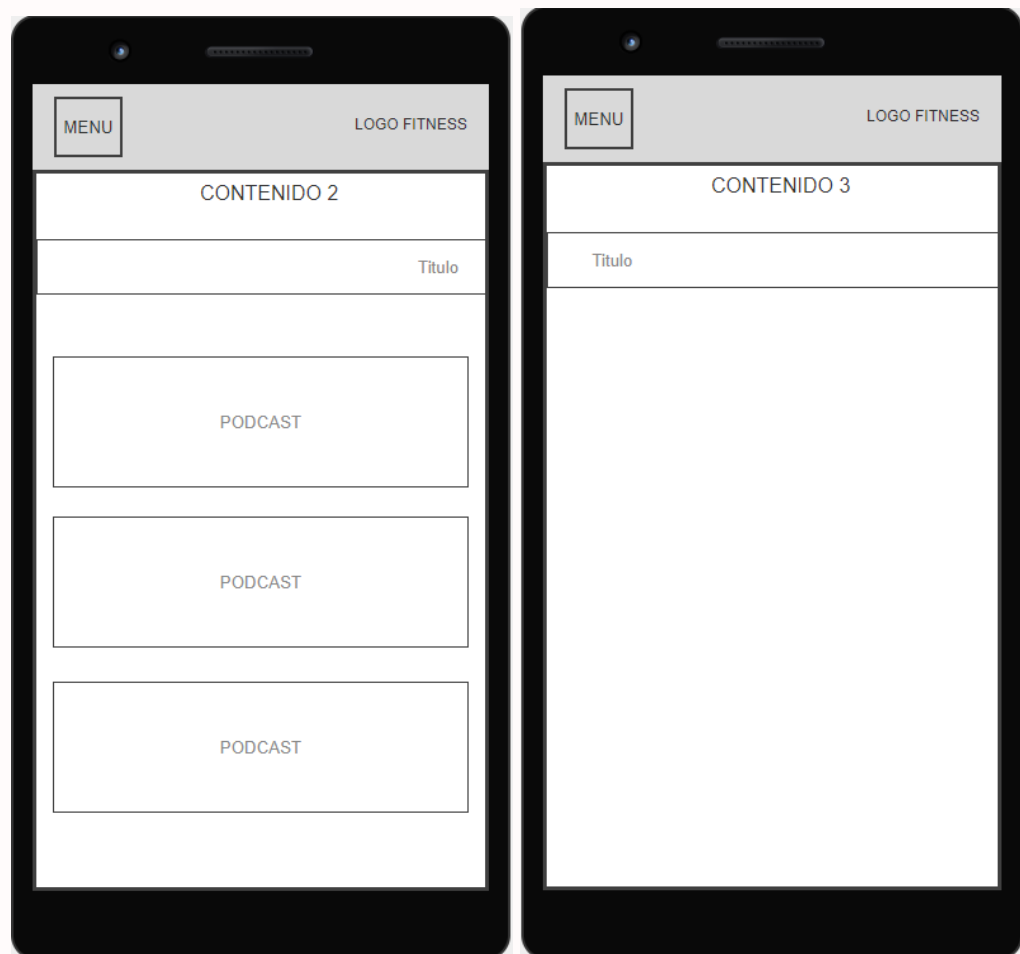 MENU
LOGO FITNESS
CONTENIDO 2
Titulo
PODCAST
PODCAST
PODCAST
MENU
LOGO FITNESS
CONTENIDO 3
Titulo